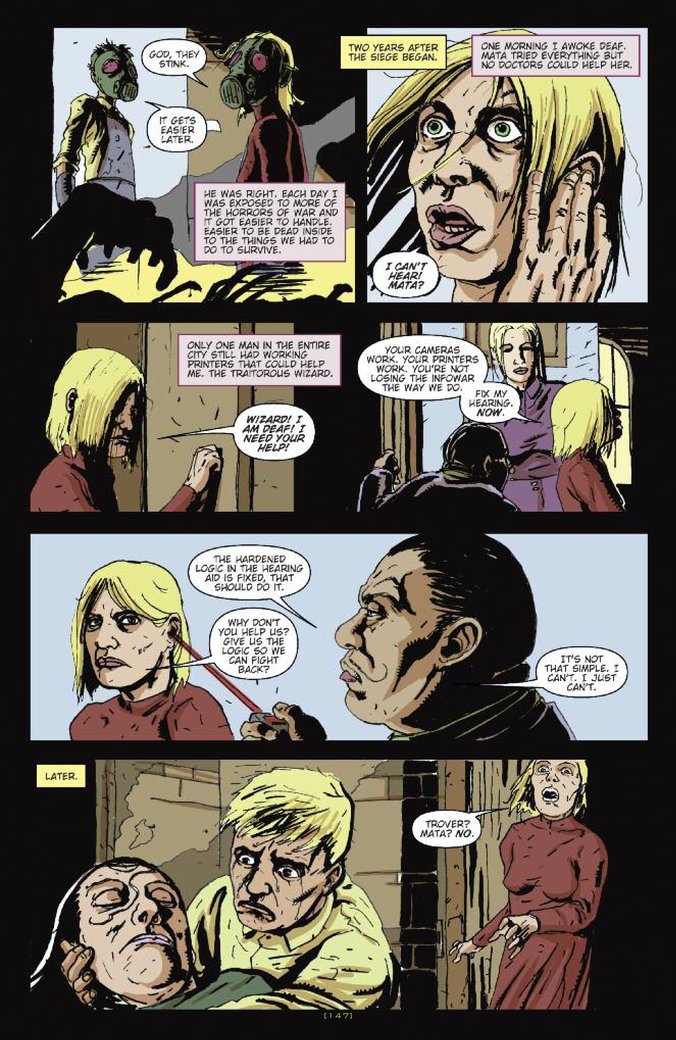 GOD, THEY
STINK.
IT GETS
EASIER
LATER.
HE WAS RIGHT. EACH DAY I
WAS EXPOSED TO MORE OF
THE HORRORS OF WAR AND
IT GOT EASIER TO HANDLE.
EASIER TO BE DEAD INSIDE
TO THE THINGS WE HAD TO
DO TO SURVIVE.
TWO YEARS AFTER
THE SIEGE BEGAN.
ONE MORNING I AWOKE DEAF.
MATA TRIED EVERYTHING BUT
NO DOCTORS COULD HELP HER.
I CAN'T
HEAR!
MATA?
ONLY ONE MAN IN THE ENTIRE
CITY STILL HAD WORKING
PRINTERS THAT COULD HELP
ME. THE TRAITOROUS WIZARD.
WIZARD! I
AM DEAF! I
NEED YOUR
HELP!
YOUR CAMERAS
WORK. YOUR PRINTERS
WORK. YOU'RE NOT
LOSING THE INFOWAR
THE WAY WE DO.
FIX MY
HEARING.
NOW.
THE HARDENED
LOGIC IN THE HEARING
AID IS FIXED, THAT
SHOULD DO IT.
WHY DON'T
YOU HELP US?
GIVE US THE
LOGIC SO WE
CAN FIGHT
BACK?
IT'S NOT
THAT SIMPLE. I
CAN'T. I JUST
CAN'T.
LATER.
TROVER?
MATA? NO.
[147]